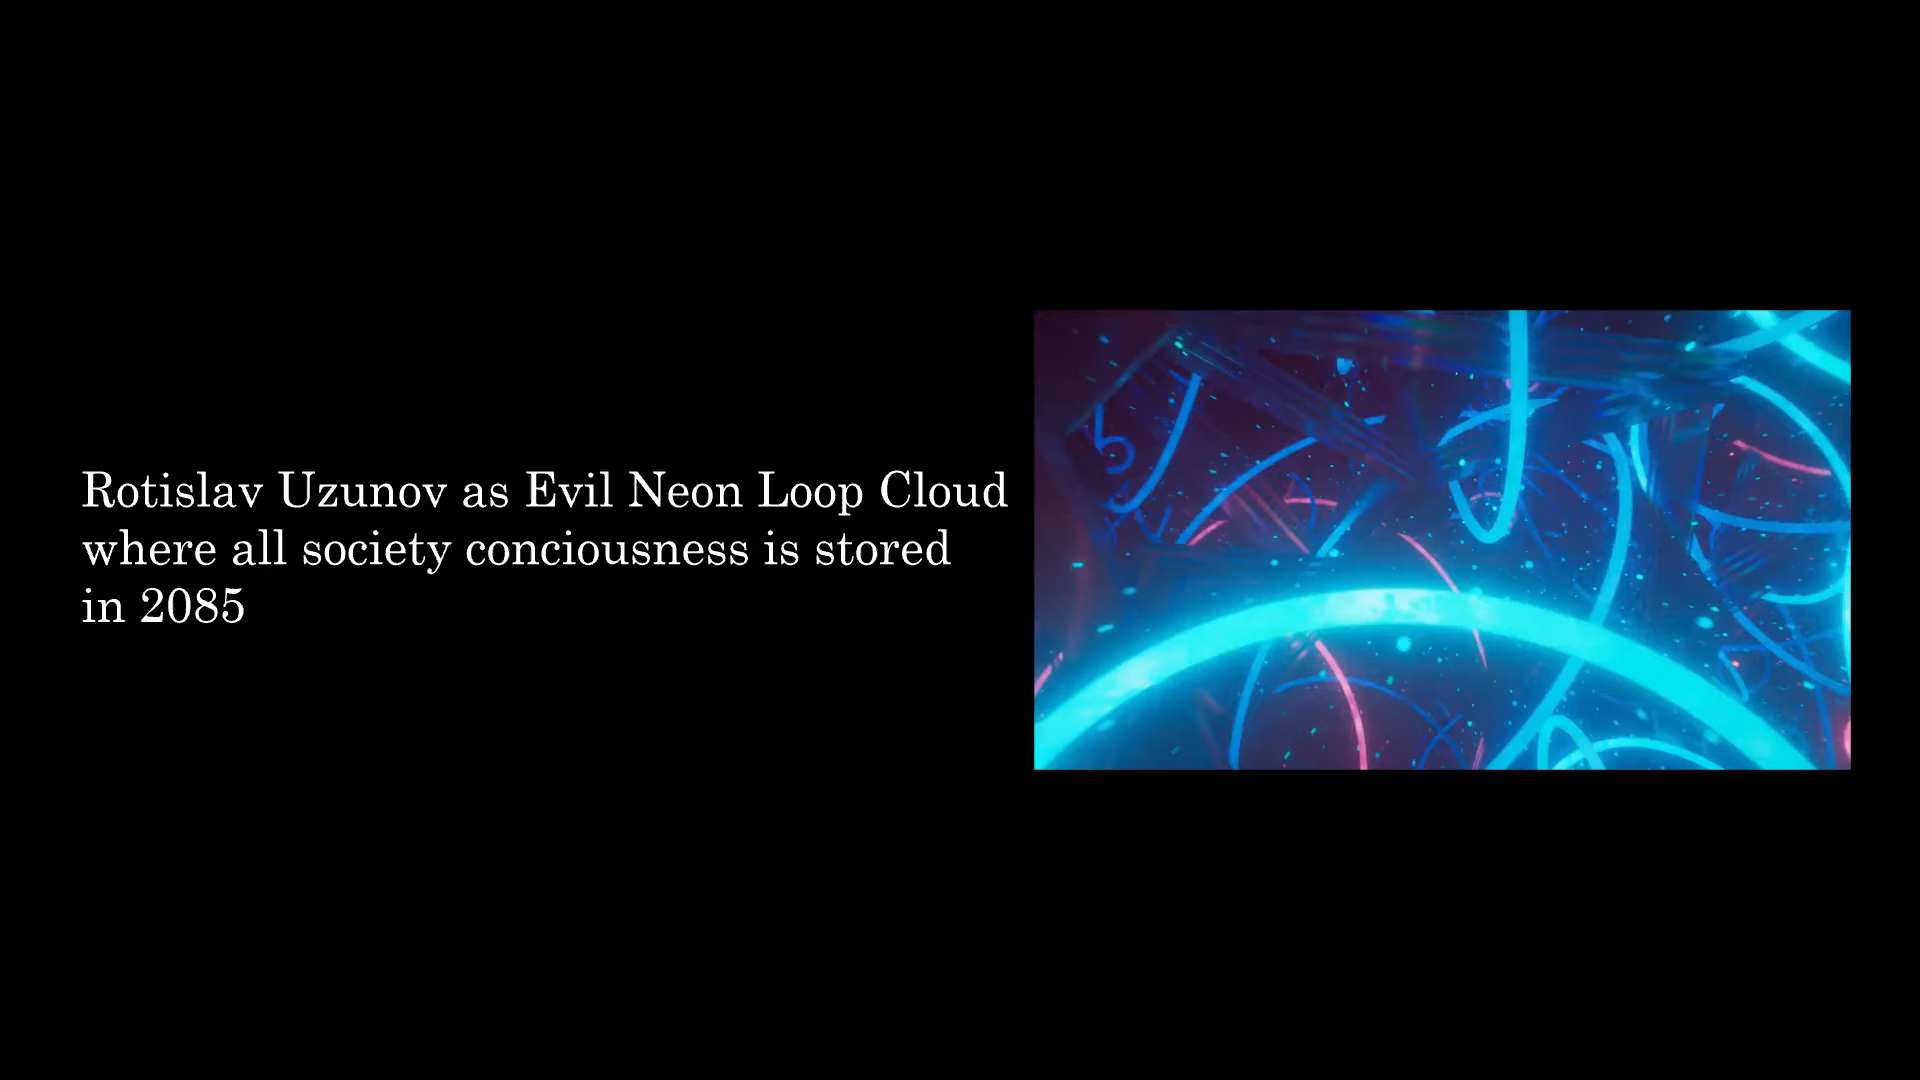 Rotislav Uzunov as Evil Neon Loop Cloud
where all society conciousness is stored
in 2085